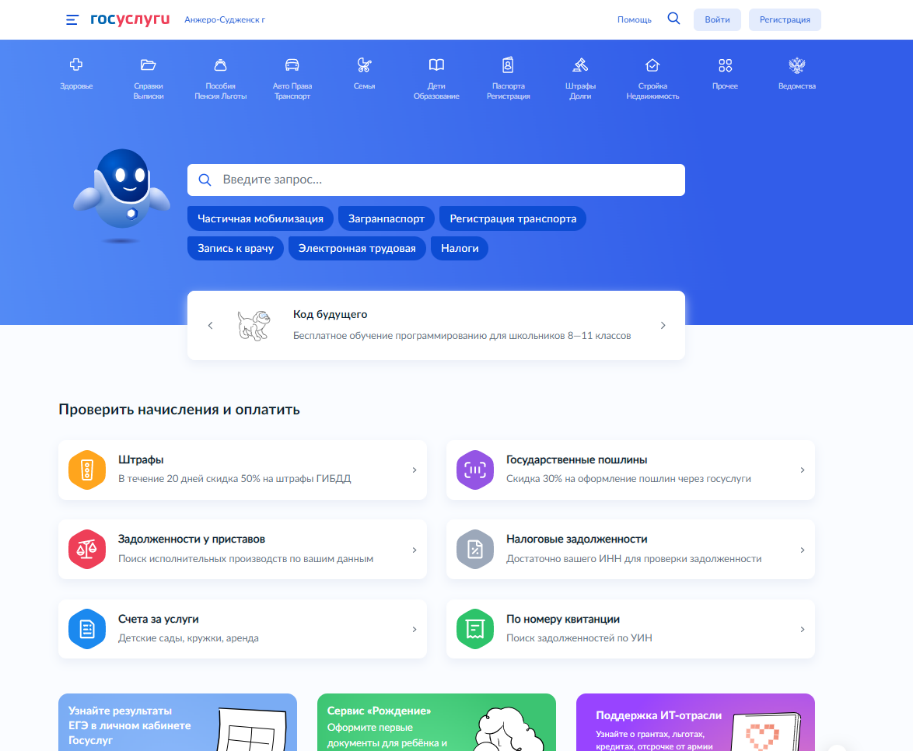 госуслуги
Анжеро-Судженск г
Помощь
Войти
Регистрация
Здоровье
Справки
Выписки
Пособия
Пенсия Льготы
Авто Права
Транспорт
Семья
Дети
Образование
Паспорта
Регистрация
Штрафы
Долги
Стройка
Недвижимость
Прочее
Ведомства
Введите запрос...
Частичная мобилизация
Загранпаспорт
Регистрация транспорта
Запись к врачу
Электронная трудовая
Налоги
Код будущего
Бесплатное обучение программированию для школьников 8—11 классов
Проверить начисления и оплатить
Штрафы
В течение 20 дней скидка 50% на штрафы ГИБДД
Государственные пошлины
Скидка 30% на оформление пошлин через госуслуги
Задолженности у приставов
Поиск исполнительных производств по вашим данным
Налоговые задолженности
Достаточно вашего ИНН для проверки задолженности
Счета за услуги
Детские сады, кружки, аренда
По номеру квитанции
Поиск задолженностей по УИН
Узнайте результаты
ЕГЭ в личном кабинете
Госуслуг
Сервис «Рождение»
Оформите первые
документы для ребёнка и
Поддержка ИТ-отрасли
Узнайте о грантах, льготах,
кредитах, отсрочке от армии